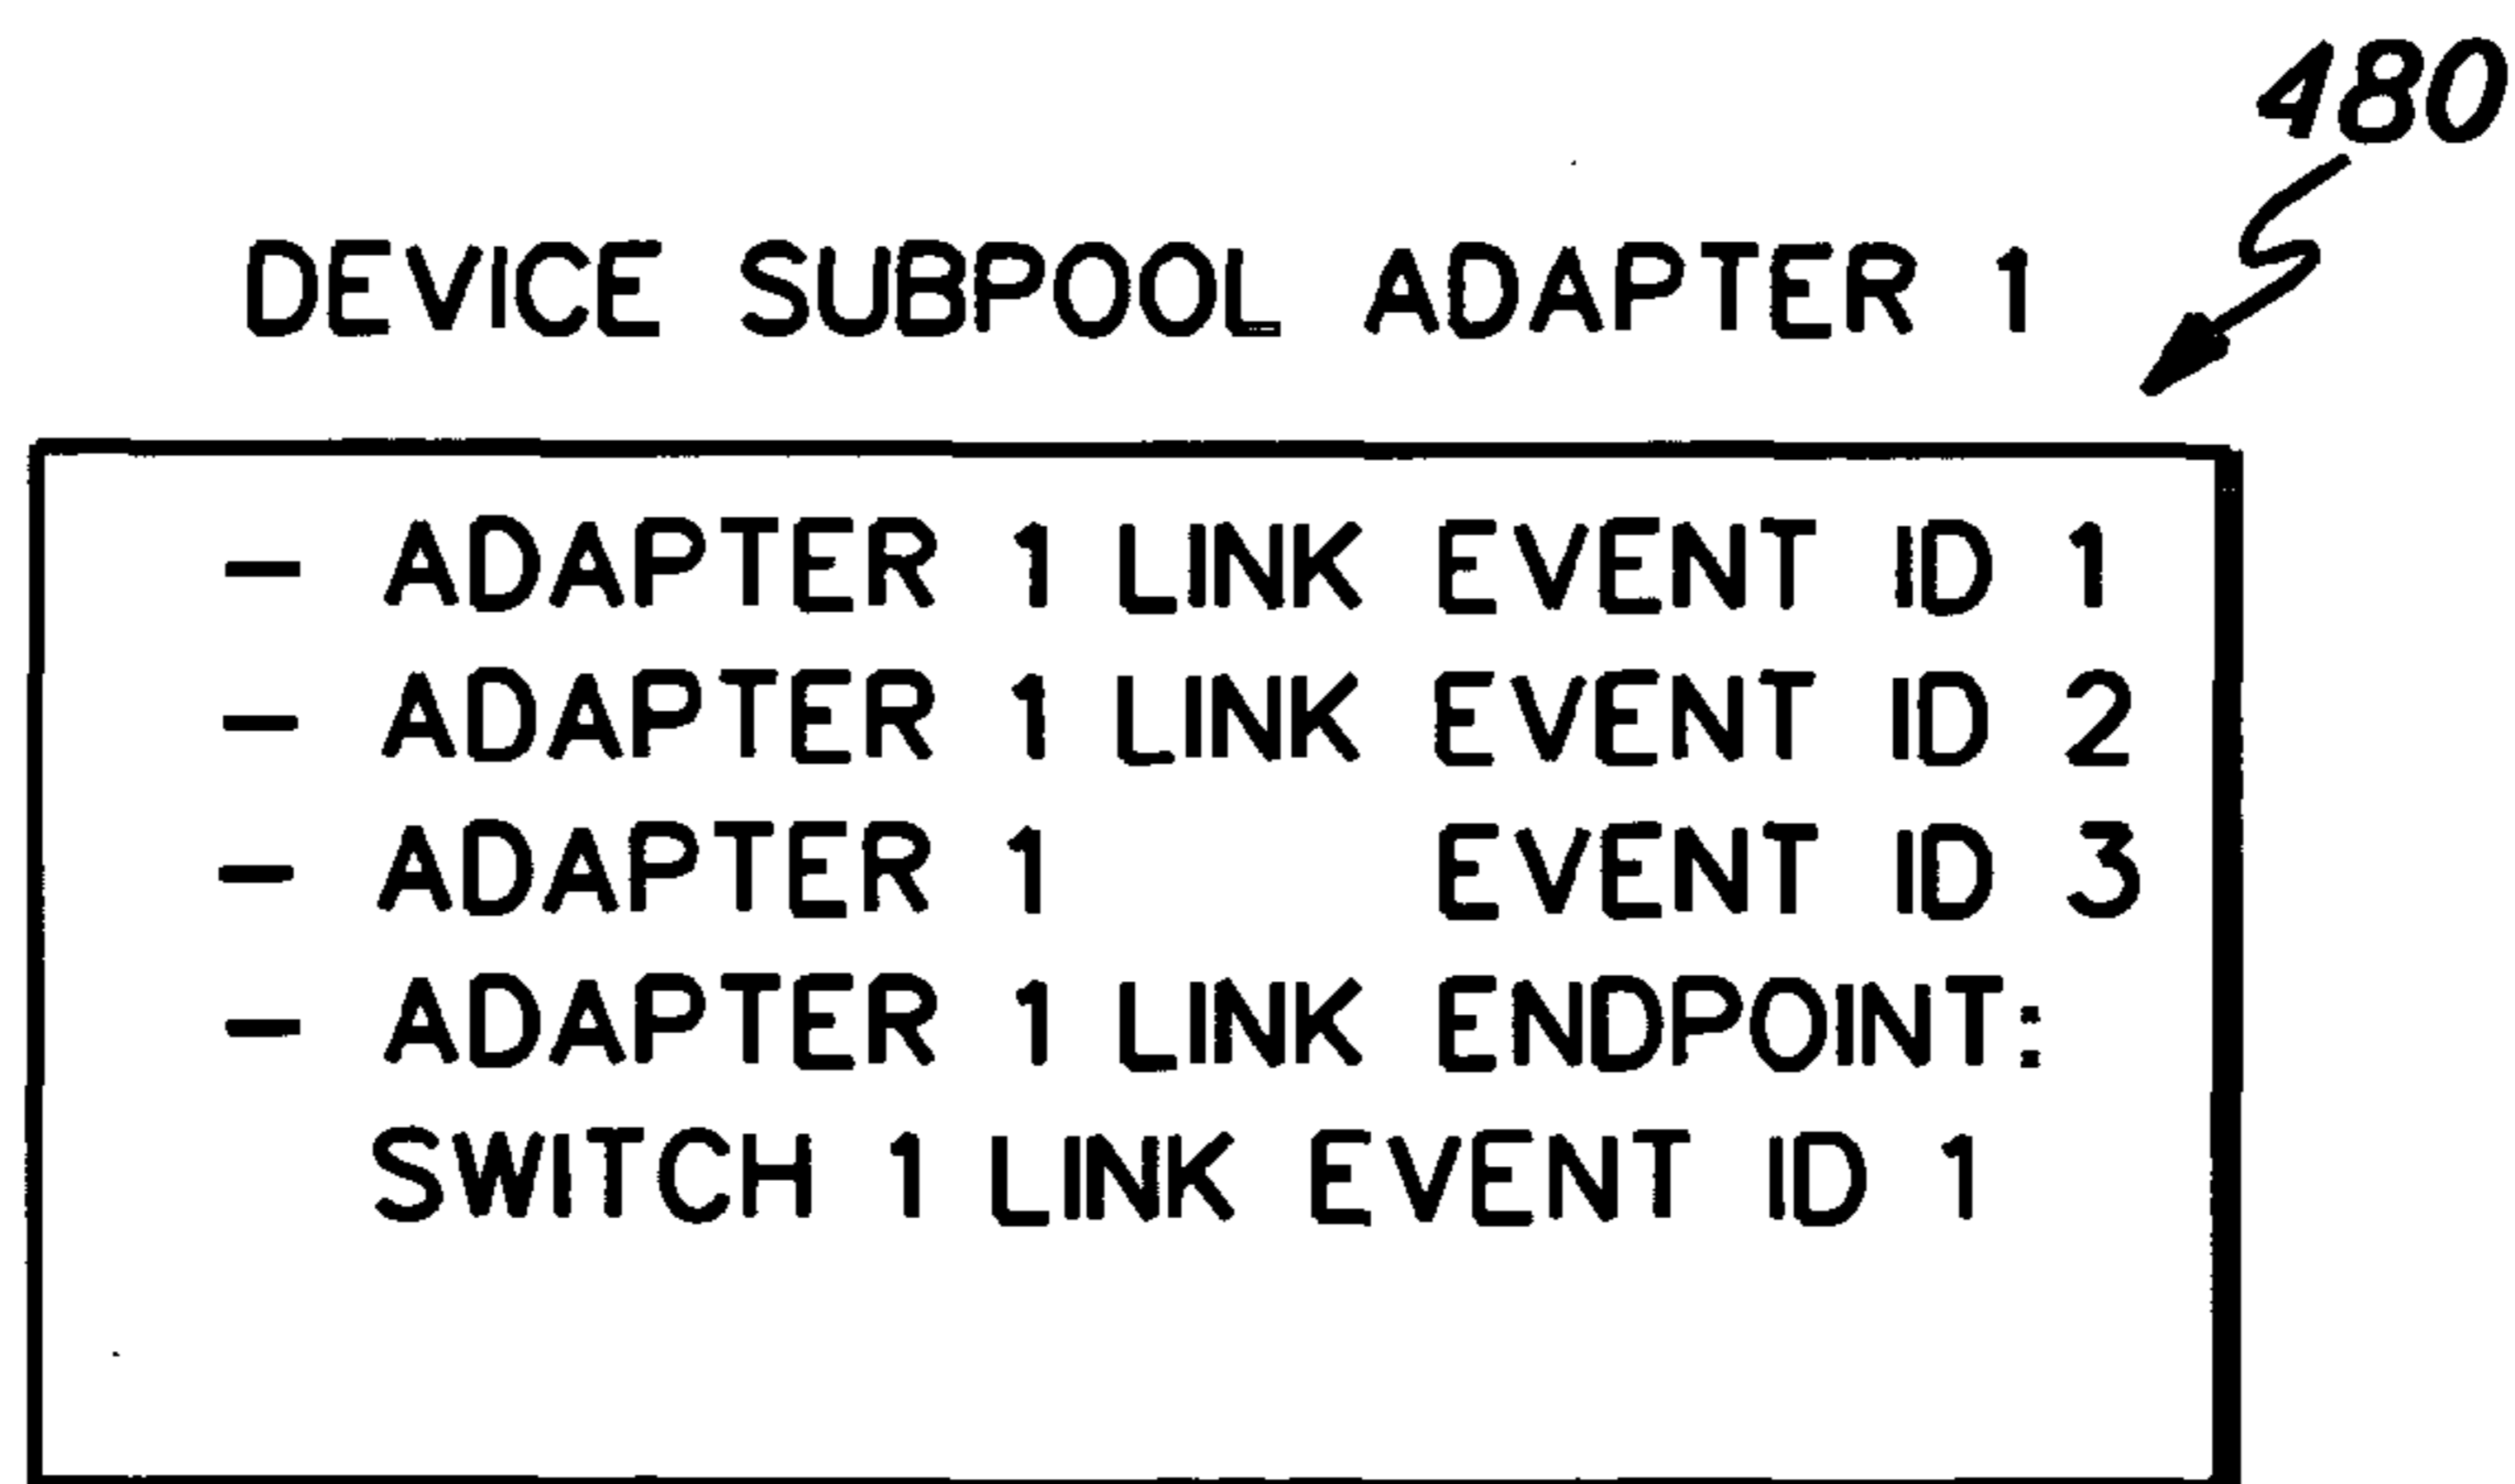 480
DEVICE SUBPOOL ADAPTER 1
- ADAPTER 1 LINK EVENT ID 1
- ADAPTER 1 LINK EVENT ID 2
- ADAPTER 1 EVENT ID 3
- ADAPTER 1 LINK ENDPOINT:
SWITCH 1 LINK EVENT ID 1